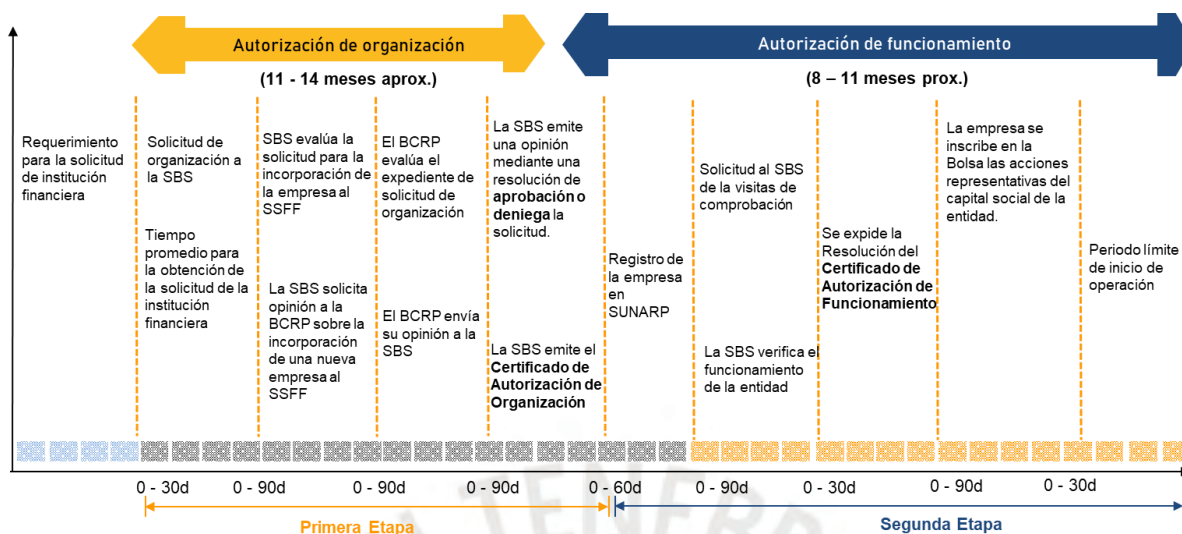 Autorización de organización
Autorización de funcionamiento
(11 - 14 meses aprox.)
(8 – 11 meses prox.)
Requerimiento
para la solicitud
de institución
financiera
Solicitud de
organización a
la SBS
Tiempo
promedio para
la obtención de
la solicitud de la
institución
financiera
SBS evalúa la
solicitud para la
incorporación de
la empresa al
SSFF
La SBS solicita
opinión a la
BCRP sobre la
incorporación
de una nueva
empresa al
SSFF
El BCRP
evalúa el
expediente de
solicitud de
organización
El BCRP envía
su opinión a la
SBS
La SBS emite
una opinión
mediante una
resolución de
aprobación o
deniega la
solicitud.
La SBS emite el
Certificado de
Autorización de
Organización
Registro de
la empresa
en
SUNARP
Solicitud al SBS
de la visitas de
comprobación
La SBS verifica el
funcionamiento
de la entidad
Se expide la
Resolución del
Certificado de
Autorización de
Funcionamiento
La empresa se
inscribe en la
Bolsa las acciones
representativas del
capital social de la
entidad.
Periodo límite
de inicio de
operación
0 - 30d
0 - 90d
0 - 90d
0 - 90d
0 - 60d
0 - 90d
0 - 30d
0 - 90d
0 - 30d
Primera Etapa
Segunda Etapa